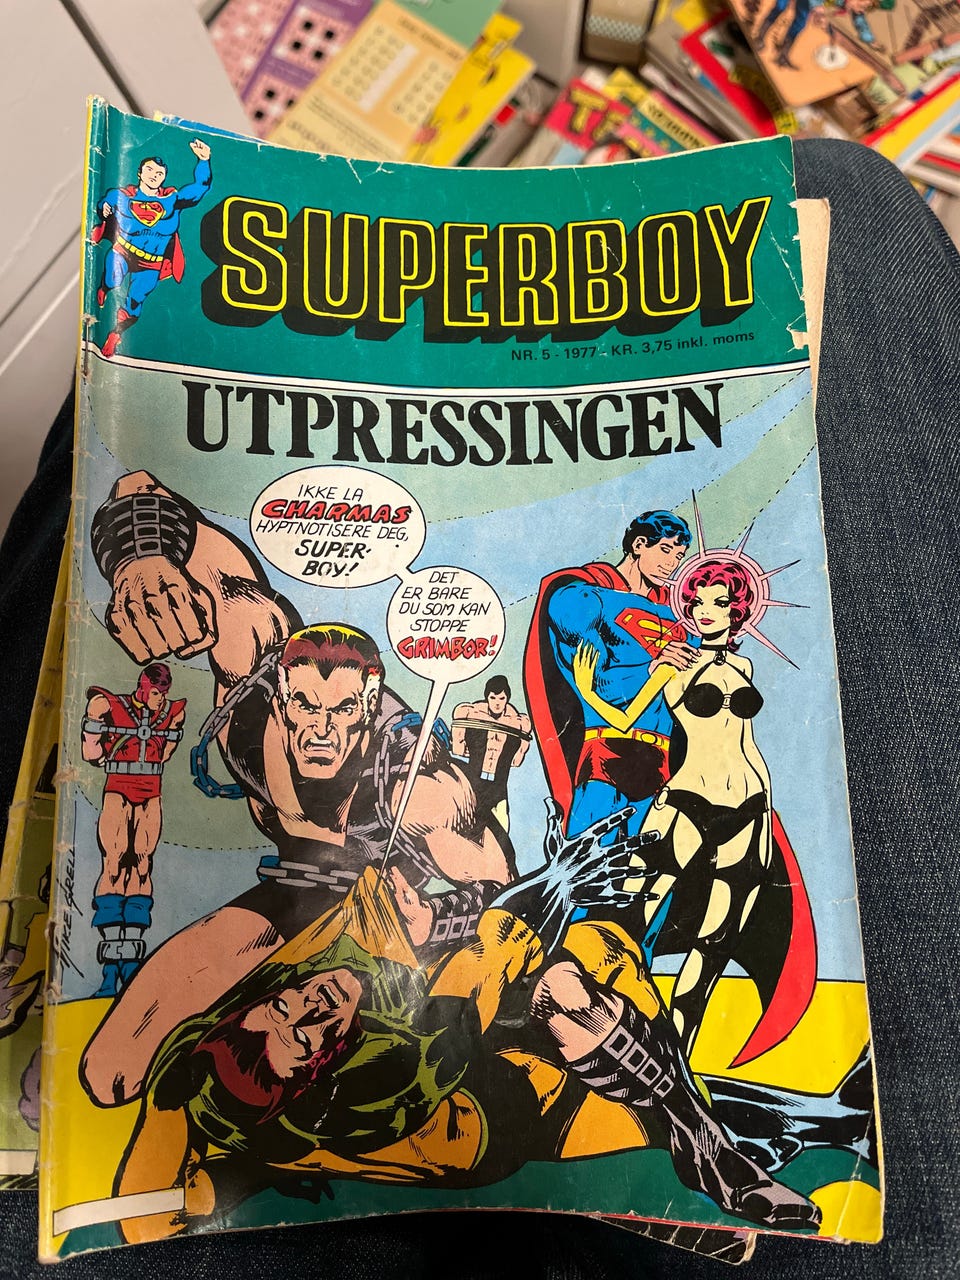 SUPERBOY
NR. 5 - 1977 - KR. 3,75 inkl. moms
UTPRESSINGEN
IKKE LA
CHARMAS
HYPTNOTISERE DEG,
SUPER-
BOY!
DET
ER BARE
DU SOM KAN
STOPPE
GRIMBOR!
MIKE GRELL